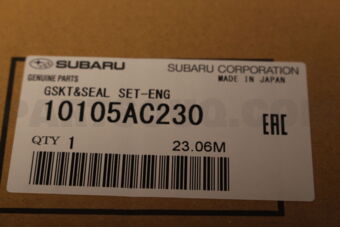 SUBARU
GENUINE PARTS
SUBARU CORPORATION
MADE IN JAPAN
GSKT&SEAL SET-ENG
10105AC230
EAC
QTY 1
23.06M